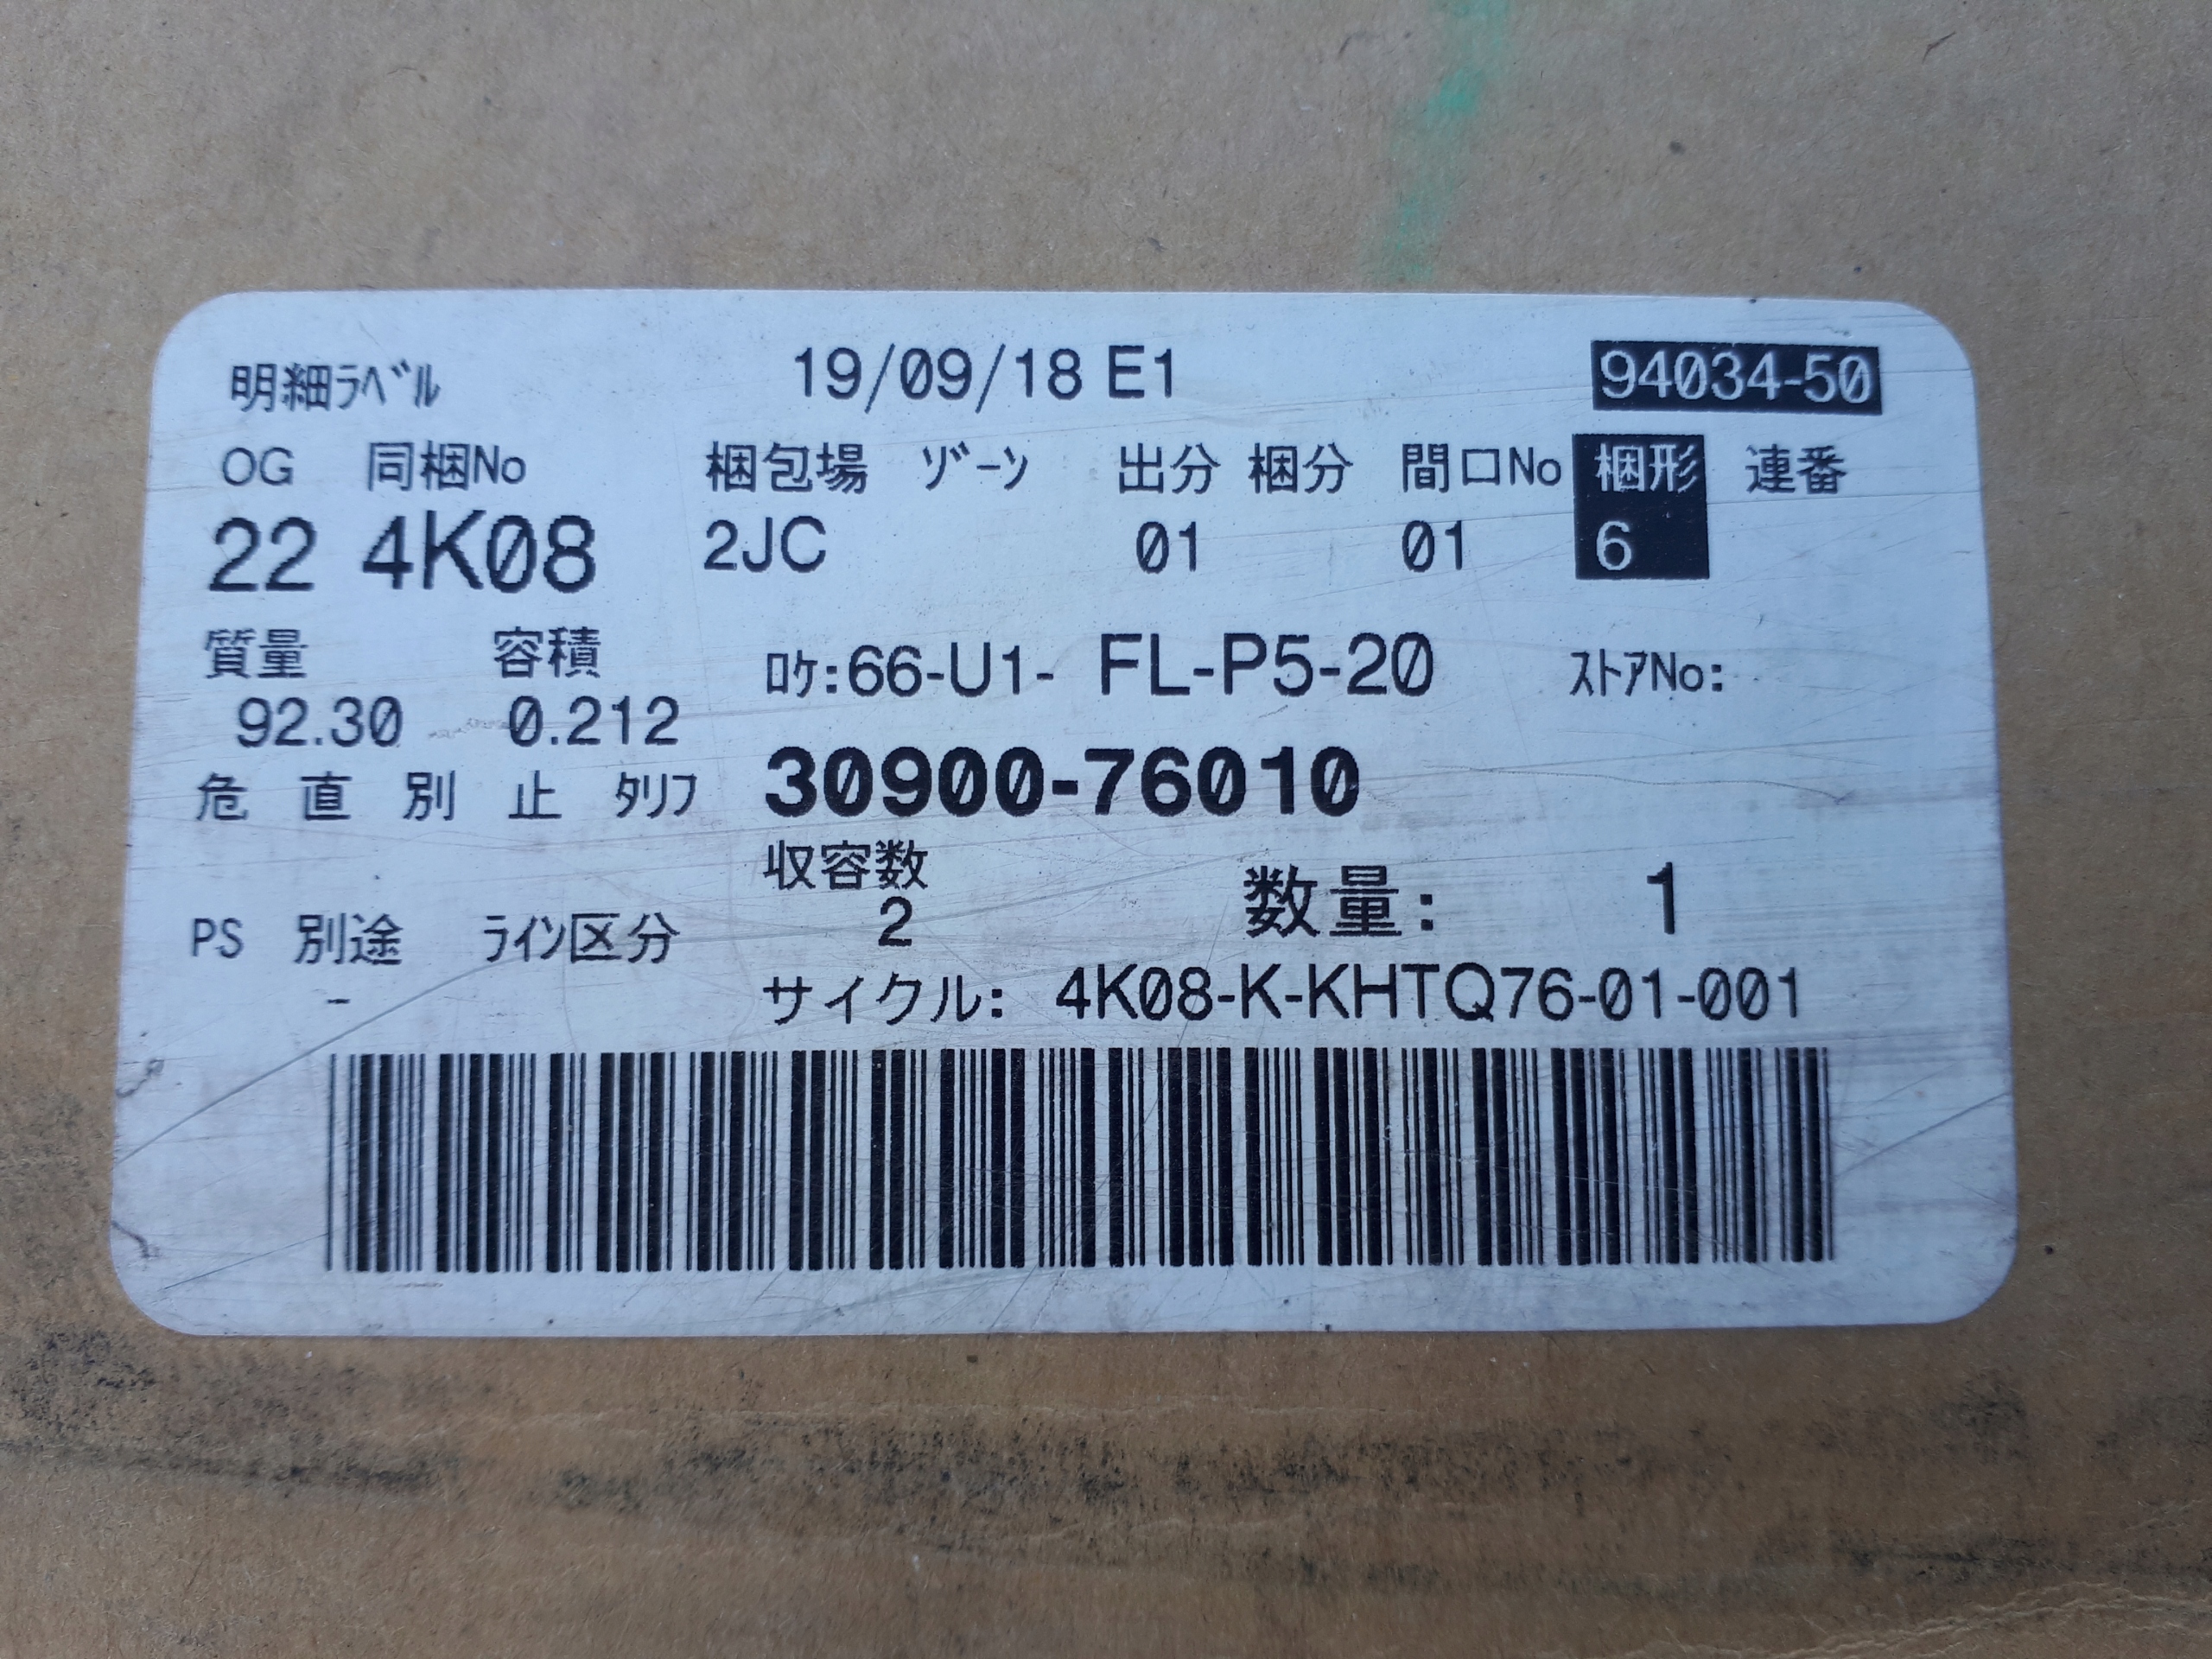 明細ﾗﾍﾞﾙ 19/09/18 E1 94034-50
OG 同梱No 梱包場 ｿﾞｰﾝ 出分 梱分 間口No 梱形 連番
22 4K08 2JC 01 01 6
質量 容積 ﾛｹ:66-U1- FL-P5-20 ｽﾄｱNo:
92.30 0.212
30900-76010
危 直 別 止 ﾀﾘﾌ
収容数 数量: 1
PS 別途 ﾗｲﾝ区分 2
- サイクル: 4K08-K-KHTQ76-01-001